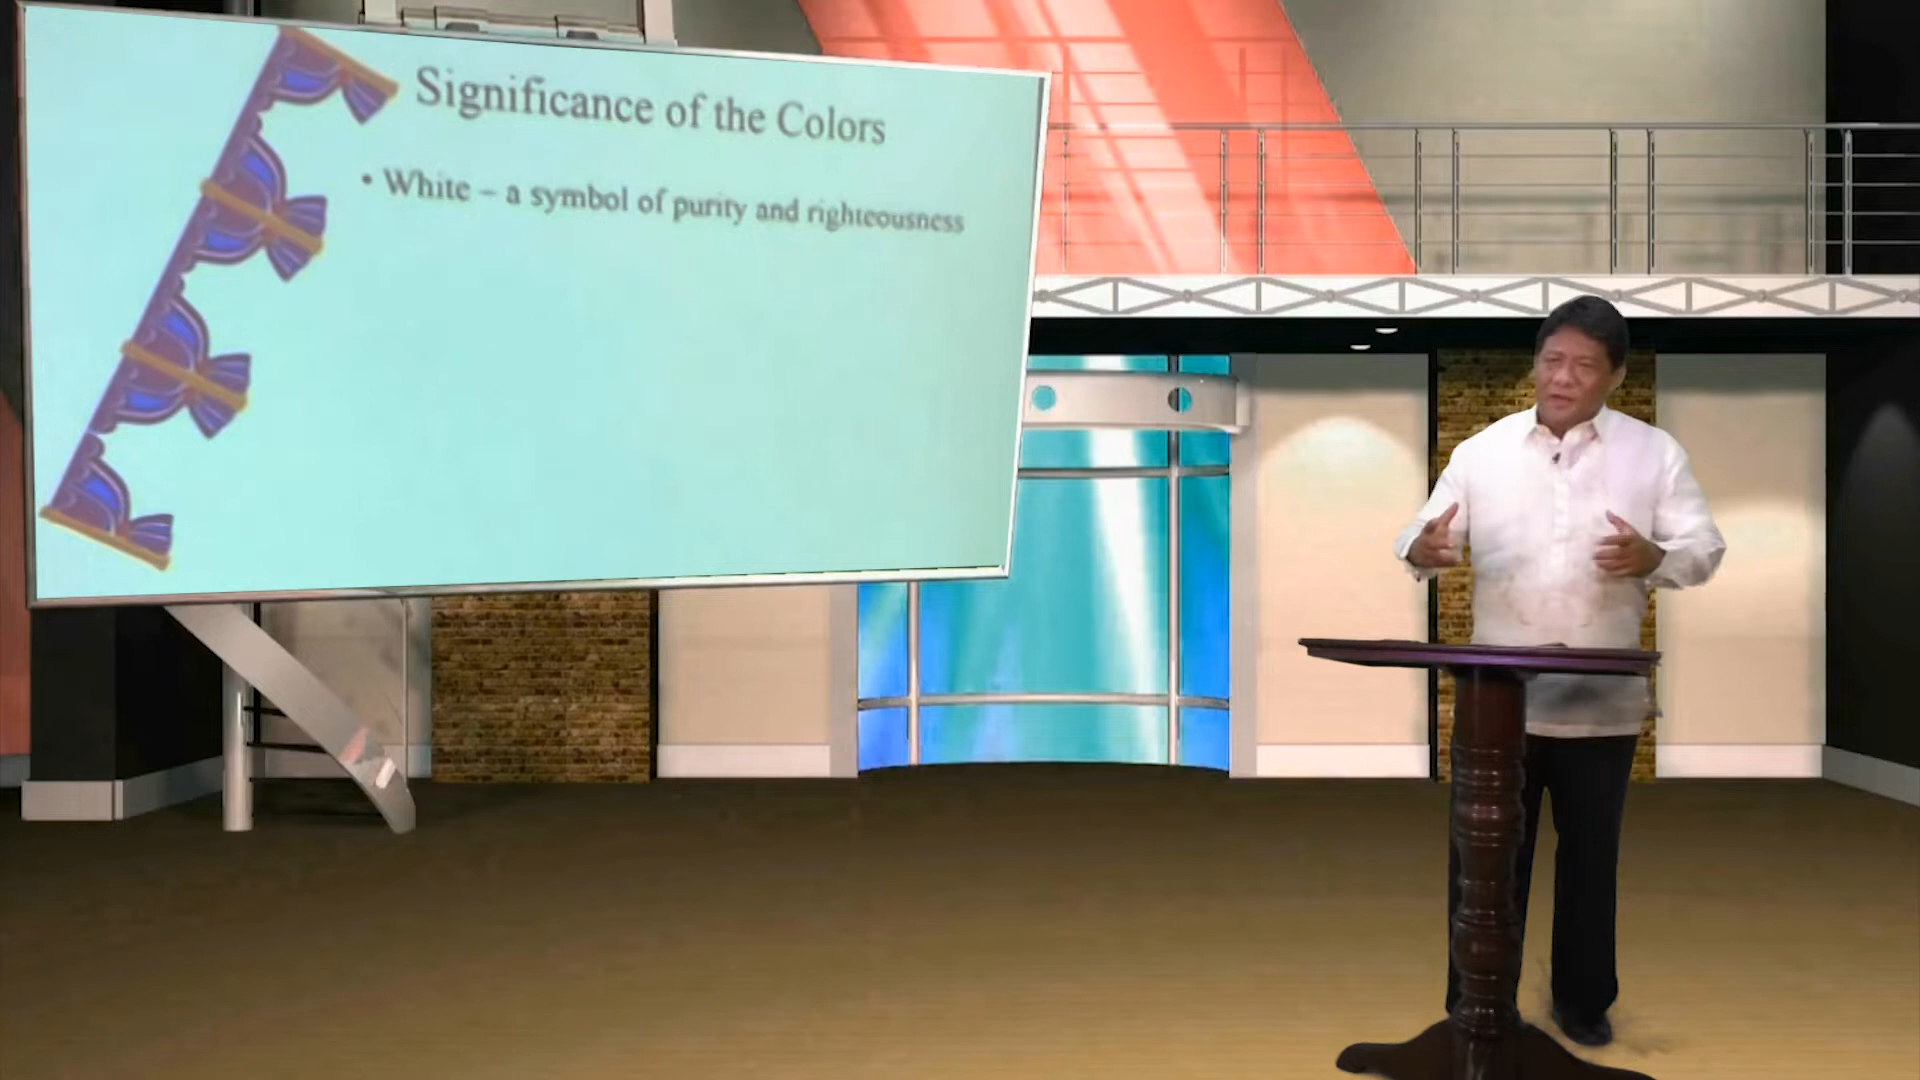 Significance of the Colors
• White – a symbol of purity and righteousness